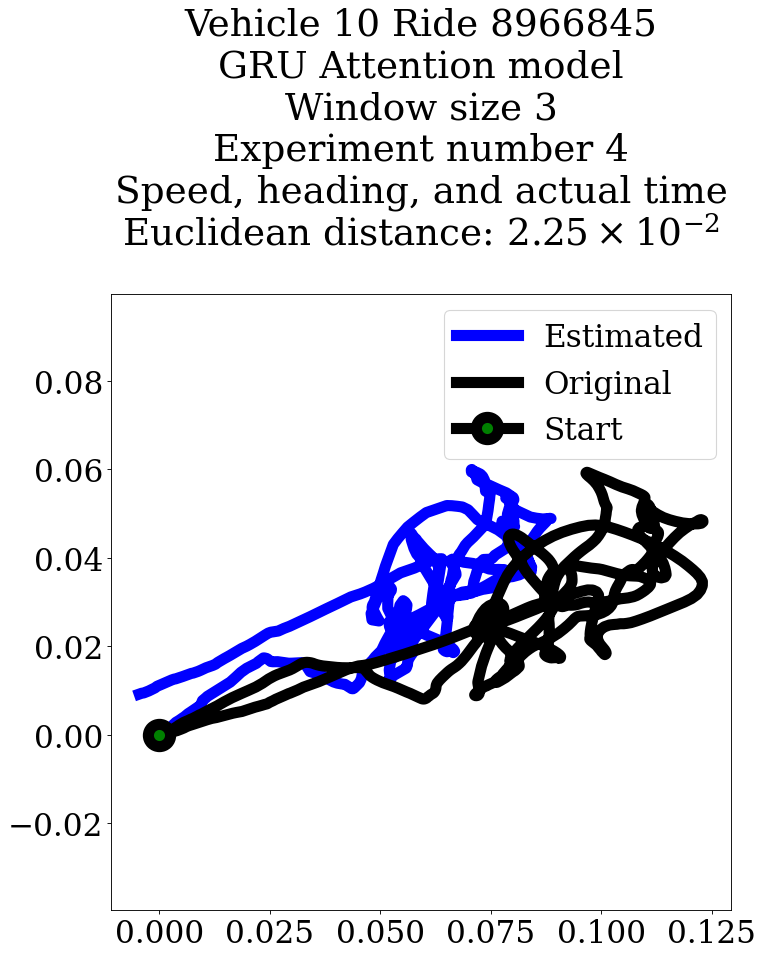 Vehicle 10 Ride 8966845
GRU Attention model
Window size 3
Experiment number 4
Speed, heading, and actual time
Euclidean distance: 2.25 × 10⁻²
Estimated
Original
Start
0.08
0.06
0.04
0.02
0.00
−0.02
0.000 0.025 0.050 0.075 0.100 0.125